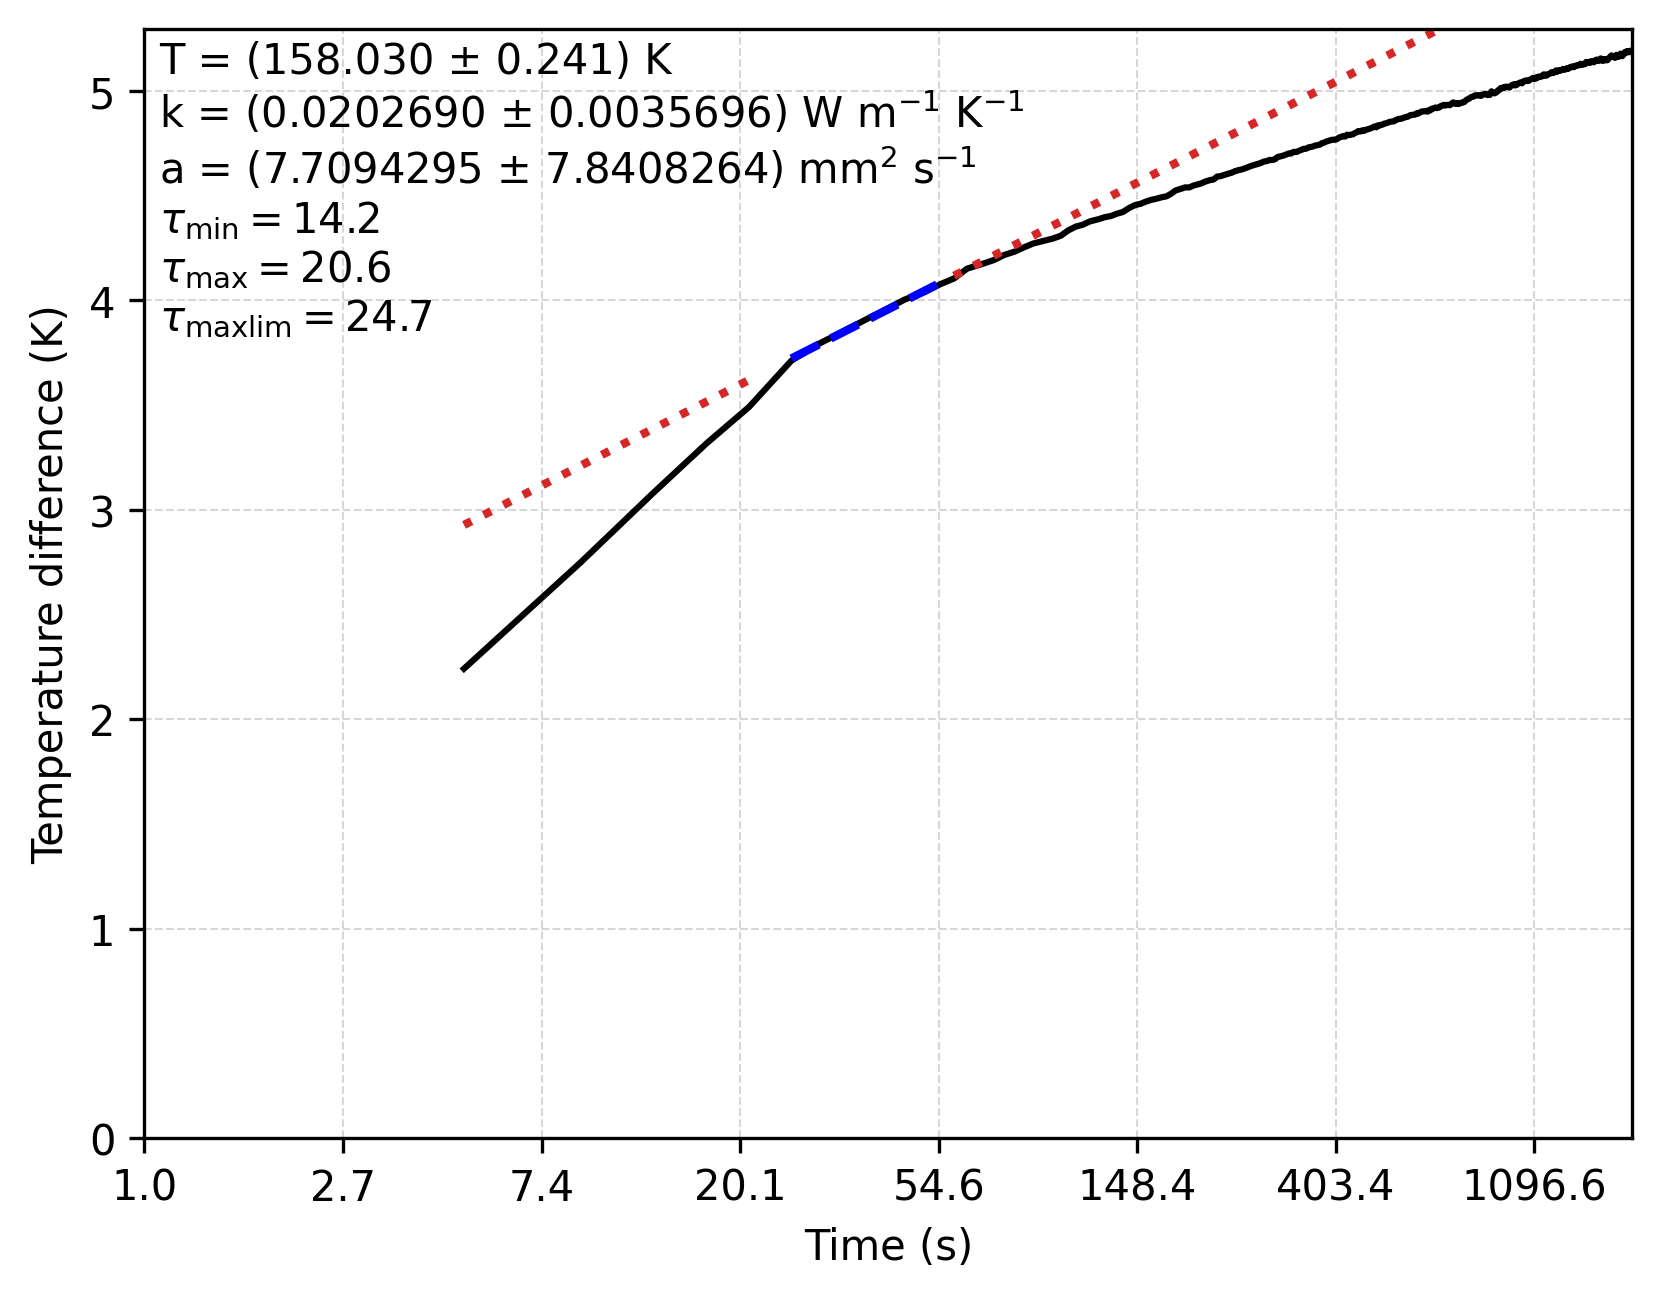 T = (158.030 ± 0.241) K
k = (0.0202690 ± 0.0035696) W m⁻¹ K⁻¹
a = (7.7094295 ± 7.8408264) mm² s⁻¹
τmin = 14.2
τmax = 20.6
τmaxlim = 24.7
Temperature difference (K)
5
4
3
2
1
0
1.0 2.7 7.4 20.1 54.6 148.4 403.4 1096.6
Time (s)